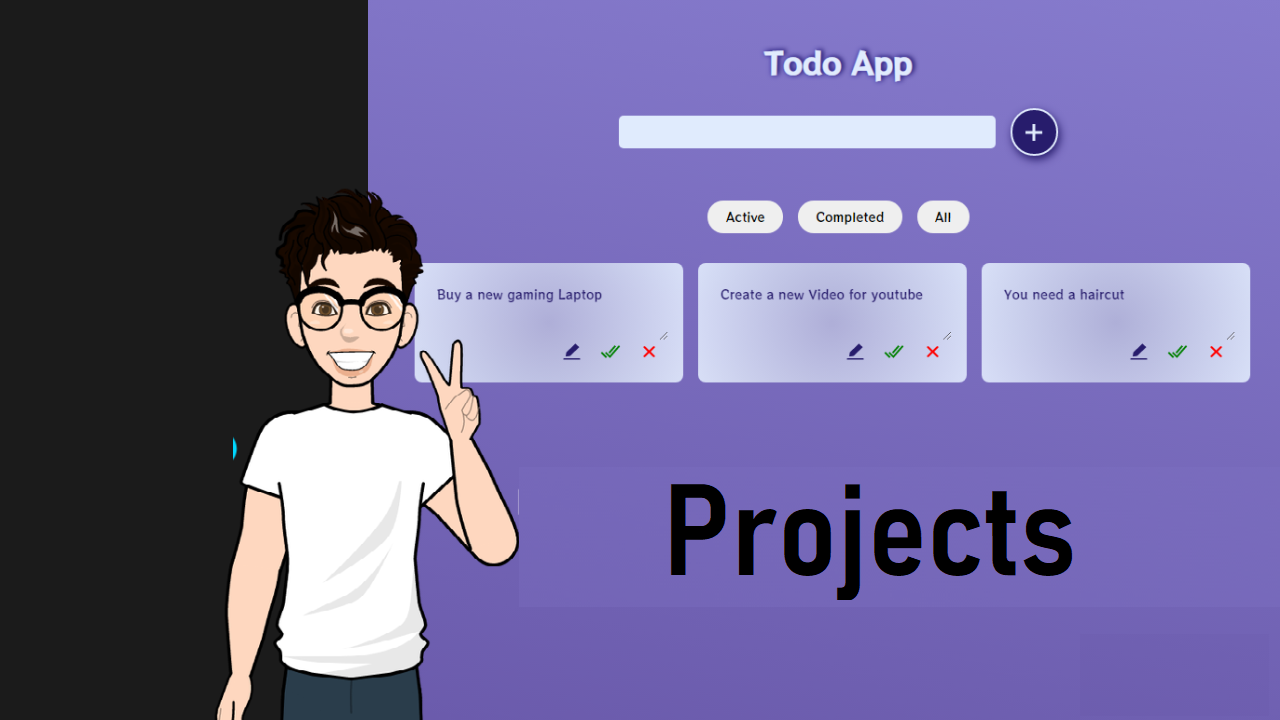 Todo App
+
Active Completed All
Buy a new gaming Laptop
Create a new Video for youtube
You need a haircut
Projects